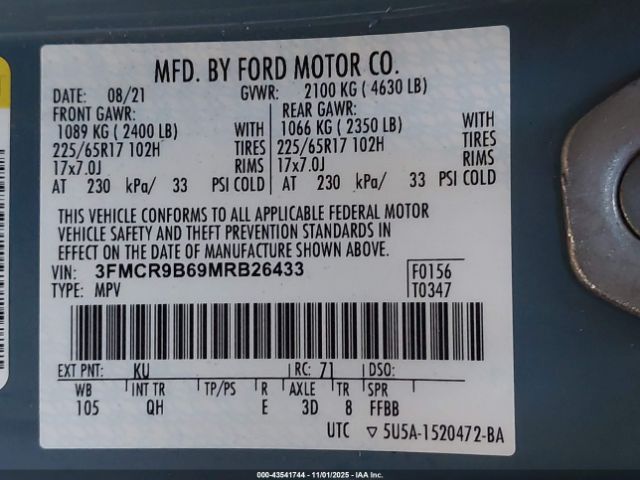 MFD. BY FORD MOTOR CO.
DATE: 08/21 GVWR: 2100 KG ( 4630 LB)
FRONT GAWR: REAR GAWR:
1089 KG ( 2400 LB) WITH 1066 KG ( 2350 LB) WITH
225/65R17 102H TIRES 225/65R17 102H TIRES
17x7.0J RIMS 17x7.0J RIMS
AT 230 kPa/ 33 PSI COLD AT 230 kPa/ 33 PSI COLD
THIS VEHICLE CONFORMS TO ALL APPLICABLE FEDERAL MOTOR
VEHICLE SAFETY AND THEFT PREVENTION STANDARDS IN
EFFECT ON THE DATE OF MANUFACTURE SHOWN ABOVE.
VIN: 3FMCR9B69MRB26433 F0156
TYPE: MPV T0347
EXT PNT: KU RC: 71 DSO:
WB INT TR TP/PS R AXLE TR SPR
105 QH E 3D 8 FFBB
UTC ▽ 5U5A-1520472-BA
000-43541744 - 11/01/2025 - IAA Inc. (C)